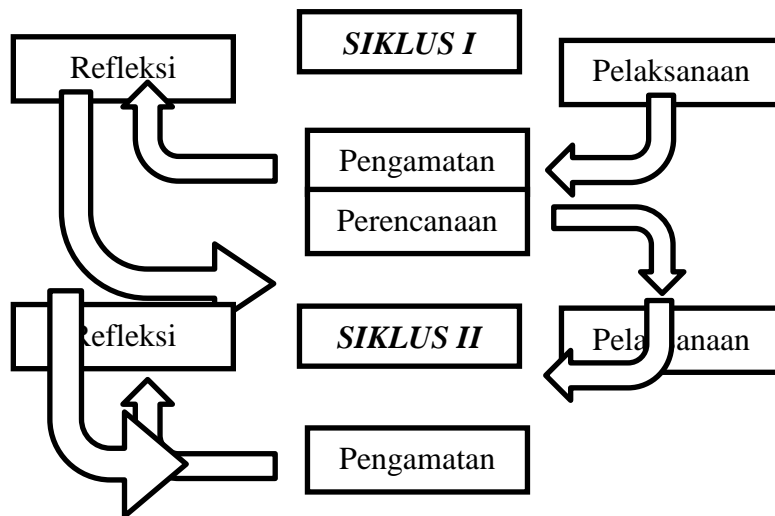 SIKLUS I
Refleksi
Pelaksanaan
Pengamatan
Perencanaan
Refleksi
SIKLUS II
Pelaksanaan
Pengamatan